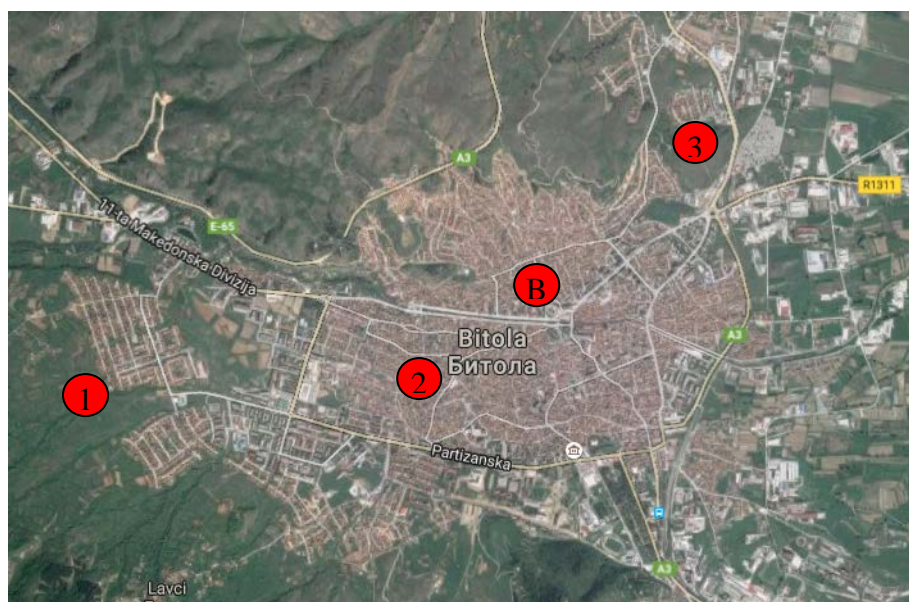 A3
3
R1311
11-ta Makedonska Divizija
E-65
B
Bitola
Битола
A3
1
2
Partizanska
A3
Lavci